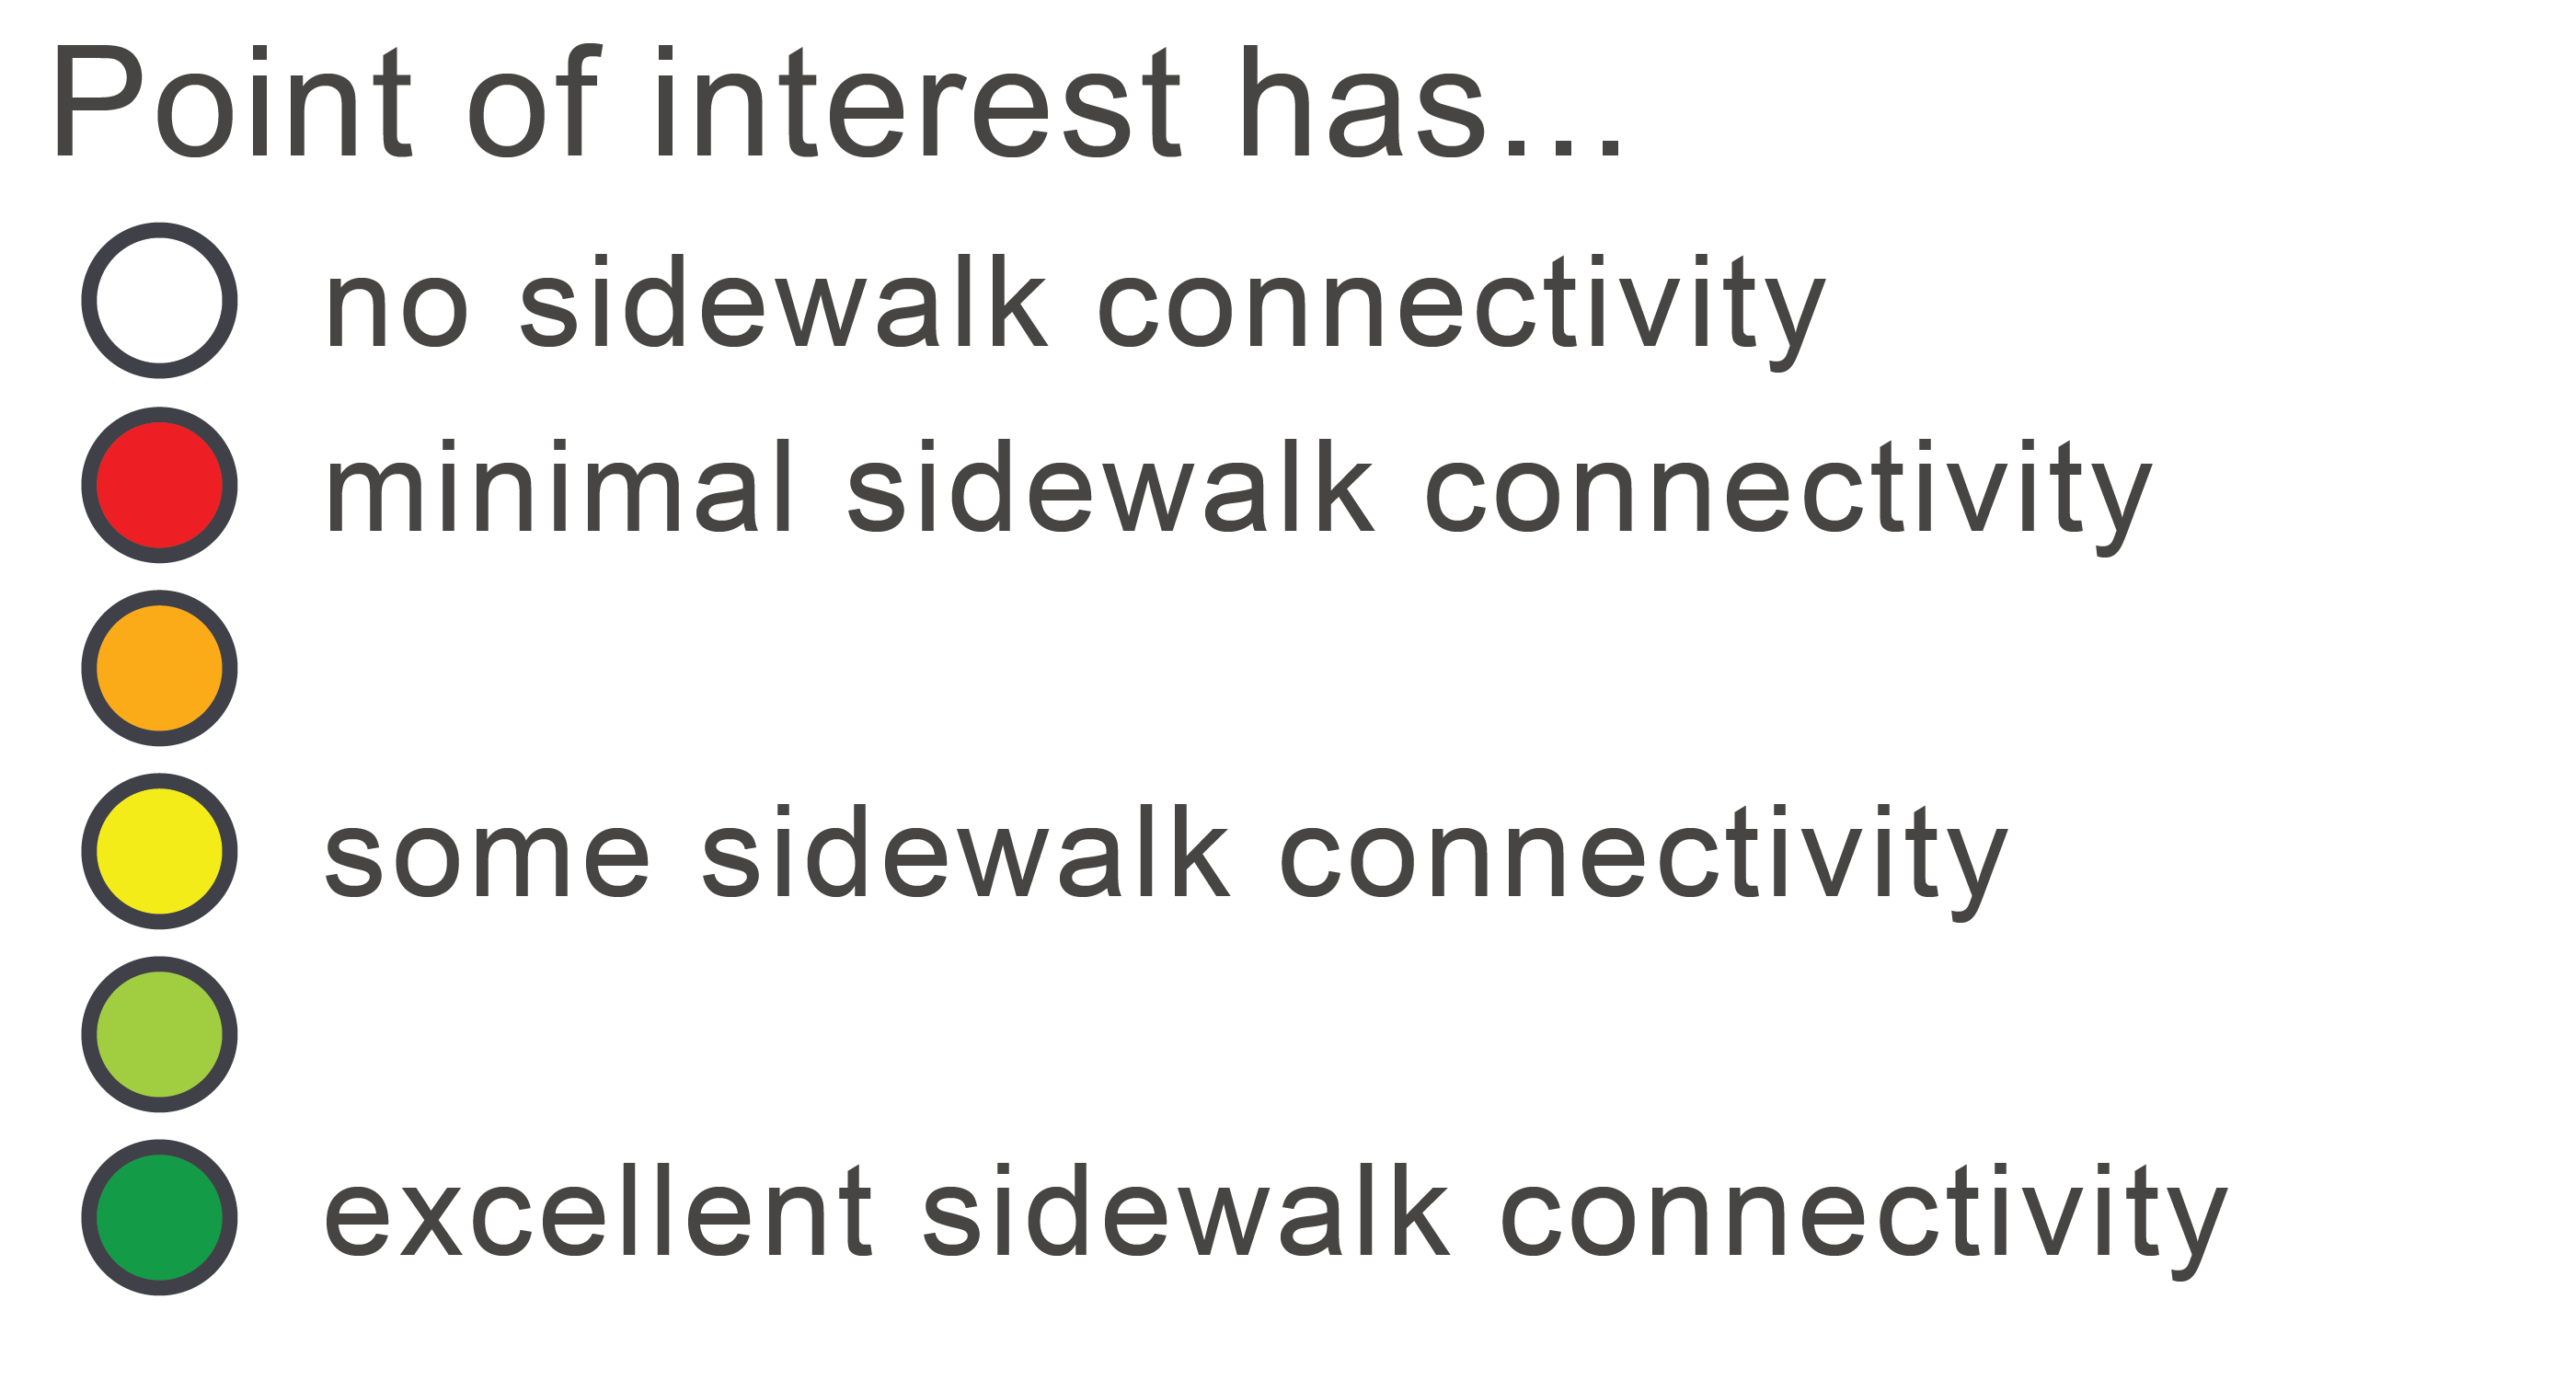 Point of interest has...
no sidewalk connectivity
minimal sidewalk connectivity
some sidewalk connectivity
excellent sidewalk connectivity